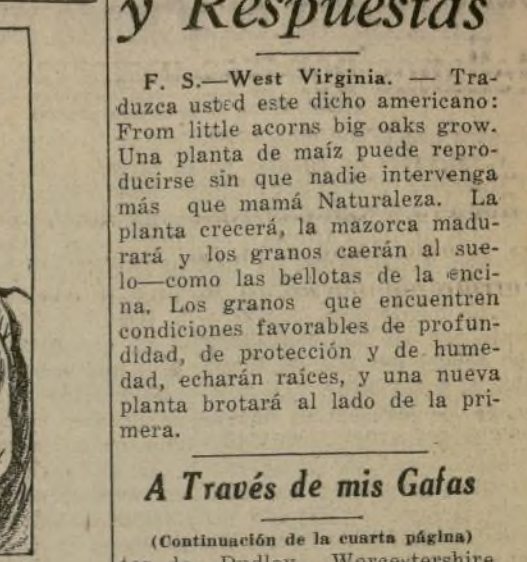 y Respuestas
F. S.—West Virginia. — Tra-
duzca usted este dicho americano:
From little acorns big oaks grow.
Una planta de maíz puede repro-
ducirse sin que nadie intervenga
más que mamá Naturaleza. La
planta crecerá, la mazorca madu-
rará y los granos caerán al sue-
lo—como las bellotas de la enci-
na. Los granos que encuentren
condiciones favorables de profun-
didad, de protección y de hume-
dad, echarán raíces, y una nueva
planta brotará al lado de la pri-
mera.
A Través de mis Gafas
(Continuación de la cuarta página)
Dudley, Worcestershire